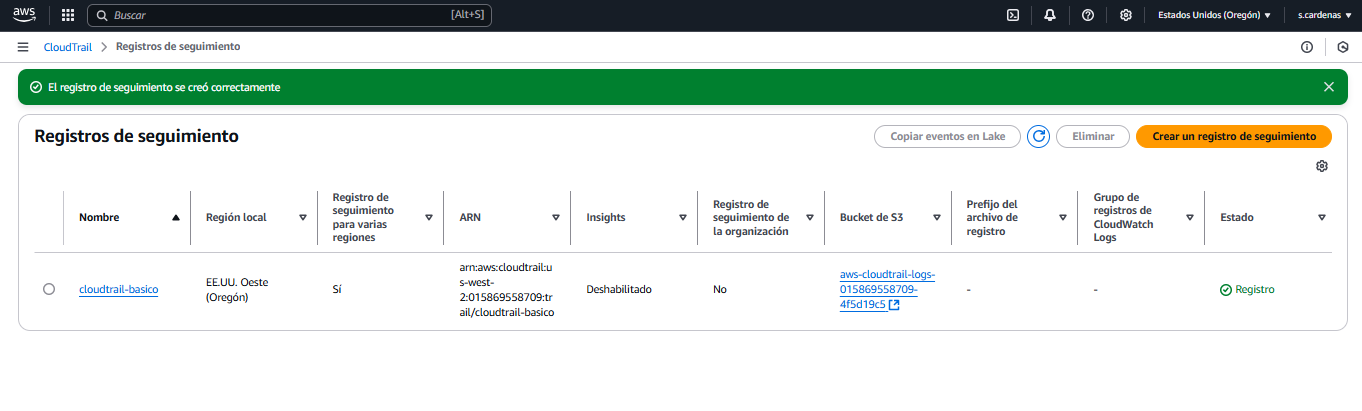 aws
Buscar
[Alt+S]
Estados Unidos (Oregón)
s.cardenas
CloudTrail
Registros de seguimiento
El registro de seguimiento se creó correctamente
Registros de seguimiento
Copiar eventos en Lake
Eliminar
Crear un registro de seguimiento
Nombre
Región local
Registro de
seguimiento
para varias
regiones
ARN
Insights
Registro de
seguimiento de
la organización
Bucket de S3
Prefijo del
archivo de
registro
Grupo de
registros de
CloudWatch
Logs
Estado
cloudtrail-basico
EE.UU. Oeste
(Oregón)
Sí
arn:aws:cloudtrail:u
s-west-
2:015869558709:tr
ail/cloudtrail-basico
Deshabilitado
No
aws-cloudtrail-logs-
015869558709-
4f5d19c5
-
-
Registro